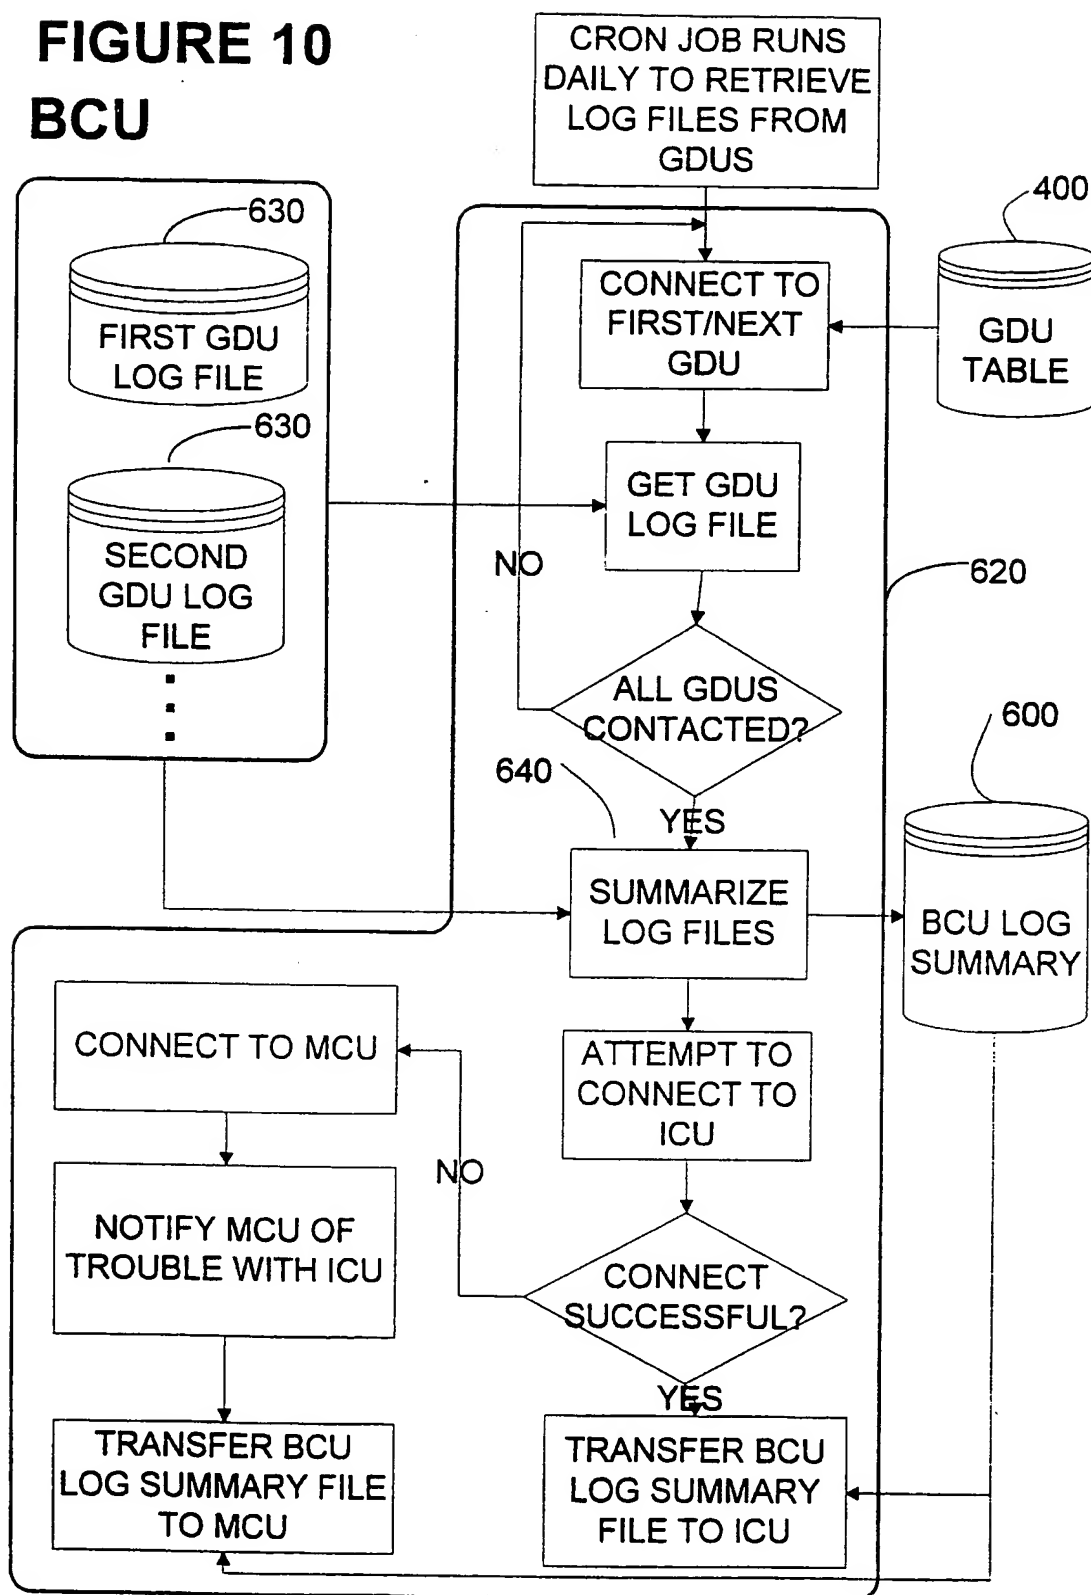 FIGURE 10
BCU
CRON JOB RUNS
DAILY TO RETRIEVE
LOG FILES FROM
GDUS
630
FIRST GDU
LOG FILE
630
SECOND
GDU LOG
FILE
400
GDU
TABLE
CONNECT TO
FIRST/NEXT
GDU
GET GDU
LOG FILE
NO
620
ALL GDUS
CONTACTED?
YES
640
SUMMARIZE
LOG FILES
600
BCU LOG
SUMMARY
ATTEMPT TO
CONNECT TO
ICU
CONNECT
SUCCESSFUL?
NO
YES
CONNECT TO MCU
NOTIFY MCU OF
TROUBLE WITH ICU
TRANSFER BCU
LOG SUMMARY FILE
TO MCU
TRANSFER BCU
LOG SUMMARY
FILE TO ICU